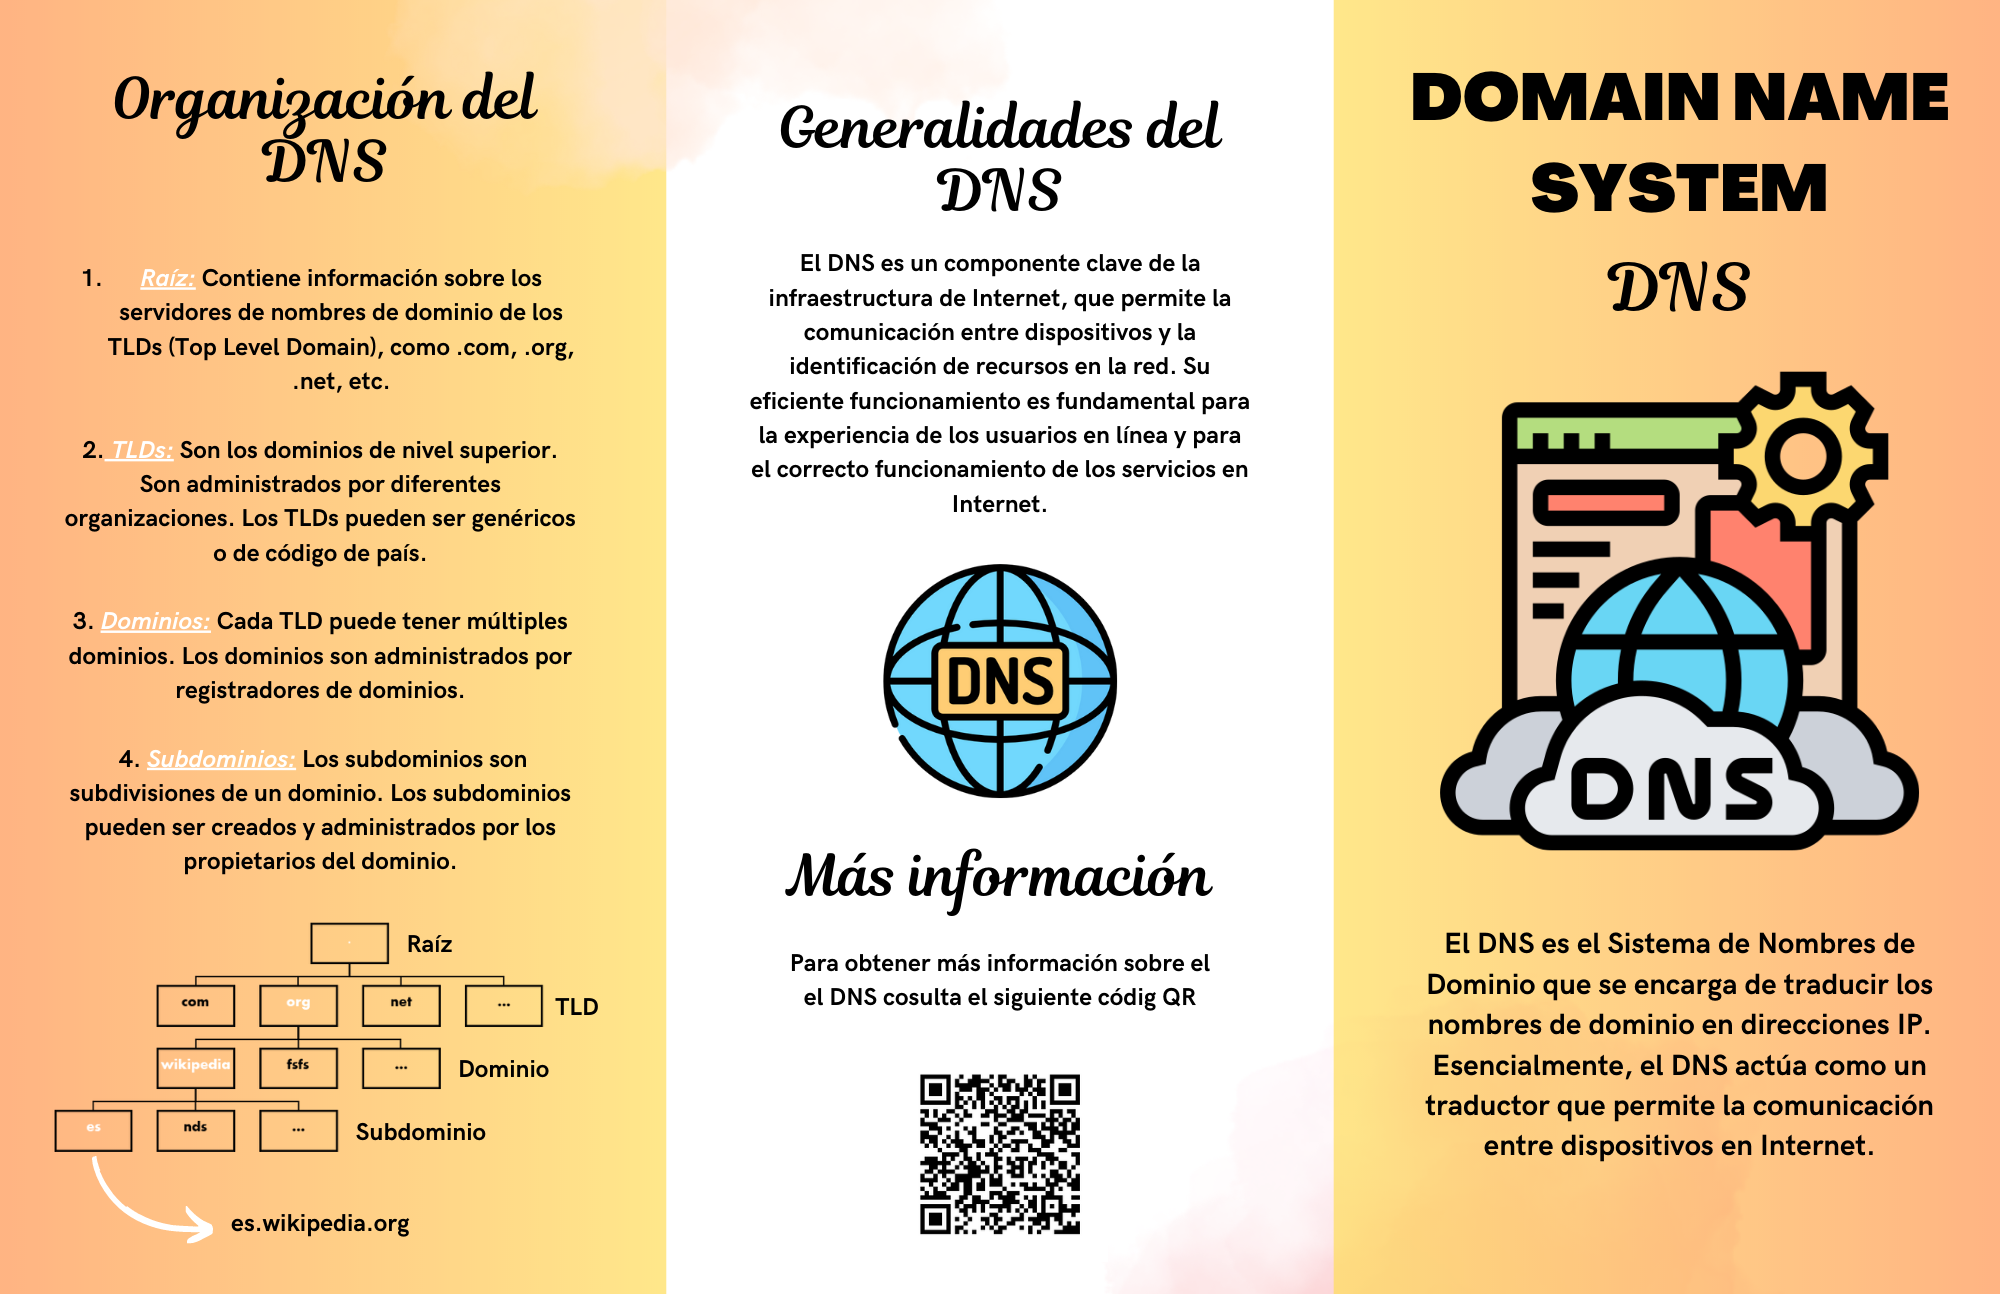 Organización del
DNS
1. Raíz: Contiene información sobre los
servidores de nombres de dominio de los
TLDs (Top Level Domain), como .com, .org,
.net, etc.
2. TLDs: Son los dominios de nivel superior.
Son administrados por diferentes
organizaciones. Los TLDs pueden ser genéricos
o de código de país.
3. Dominios: Cada TLD puede tener múltiples
dominios. Los dominios son administrados por
registradores de dominios.
4. Subdominios: Los subdominios son
subdivisiones de un dominio. Los subdominios
pueden ser creados y administrados por los
propietarios del dominio.
. Raíz
com org net ... TLD
wikipedia fsfs ... Dominio
es nds ... Subdominio
es.wikipedia.org
Generalidades del
DNS
El DNS es un componente clave de la
infraestructura de Internet, que permite la
comunicación entre dispositivos y la
identificación de recursos en la red. Su
eficiente funcionamiento es fundamental para
la experiencia de los usuarios en línea y para
el correcto funcionamiento de los servicios en
Internet.
DNS
Más información
Para obtener más información sobre el
el DNS cosulta el siguiente códig QR
DOMAIN NAME
SYSTEM
DNS
DNS
El DNS es el Sistema de Nombres de
Dominio que se encarga de traducir los
nombres de dominio en direcciones IP.
Esencialmente, el DNS actúa como un
traductor que permite la comunicación
entre dispositivos en Internet.